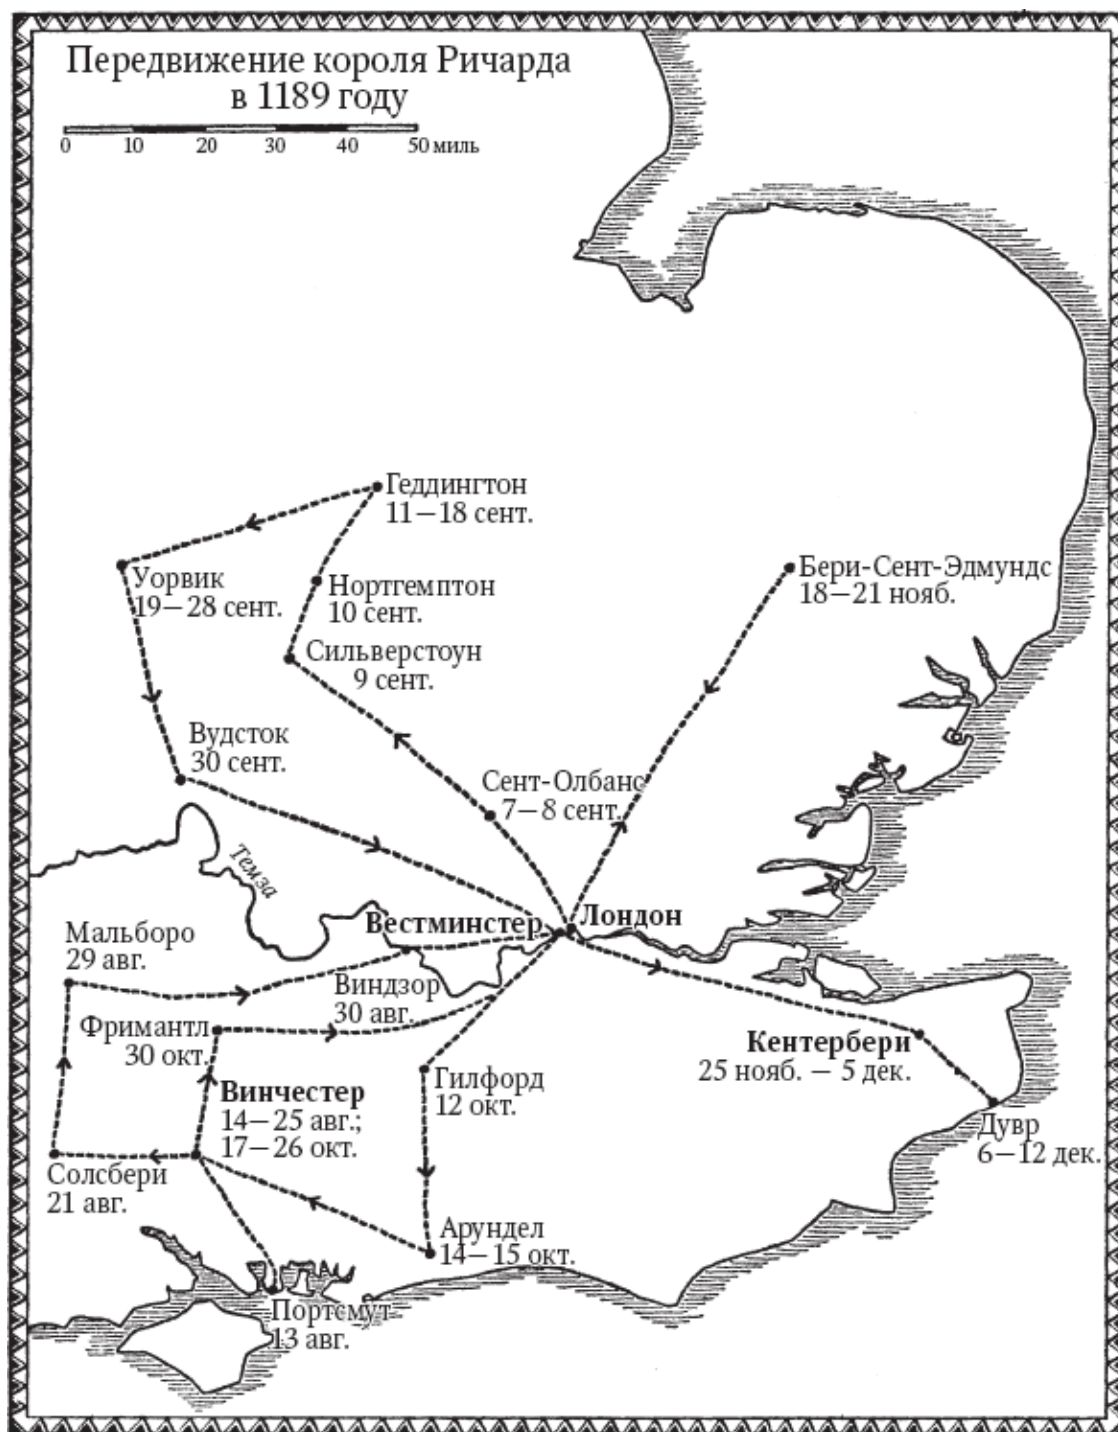 Передвижение короля Ричарда
в 1189 году
0 10 20 30 40 50 миль
Геддингтон
11—18 сент.
Уорвик
19—28 сент.
Нортгемптон
10 сент.
Бери-Сент-Эдмундс
18—21 нояб.
Сильверстоун
9 сент.
Вудсток
30 сент.
Сент-Олбанс
7—8 сент.
Темза
Вестминстер
Лондон
Мальборо
29 авг.
Виндзор
30 авг.
Фримантл
30 окт.
Кентербери
25 нояб. — 5 дек.
Винчестер
14—25 авг.;
17—26 окт.
Гилфорд
12 окт.
Дувр
6—12 дек.
Солсбери
21 авг.
Арундел
14—15 окт.
Портсмут
13 авг.